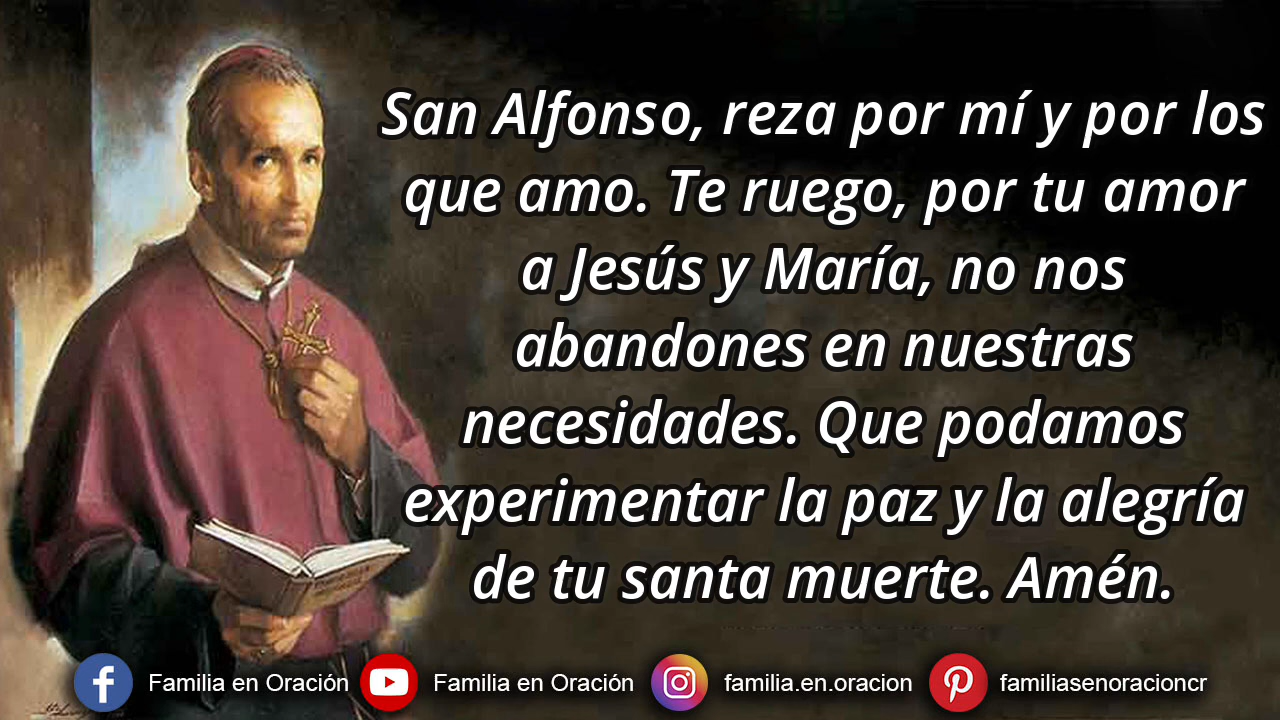 San Alfonso, reza por mí y por los
que amo. Te ruego, por tu amor
a Jesús y María, no nos
abandones en nuestras
necesidades. Que podamos
experimentar la paz y la alegría
de tu santa muerte. Amén.
Familia en Oración
Familia en Oración
familia.en.oracion
familiasenoracioncr